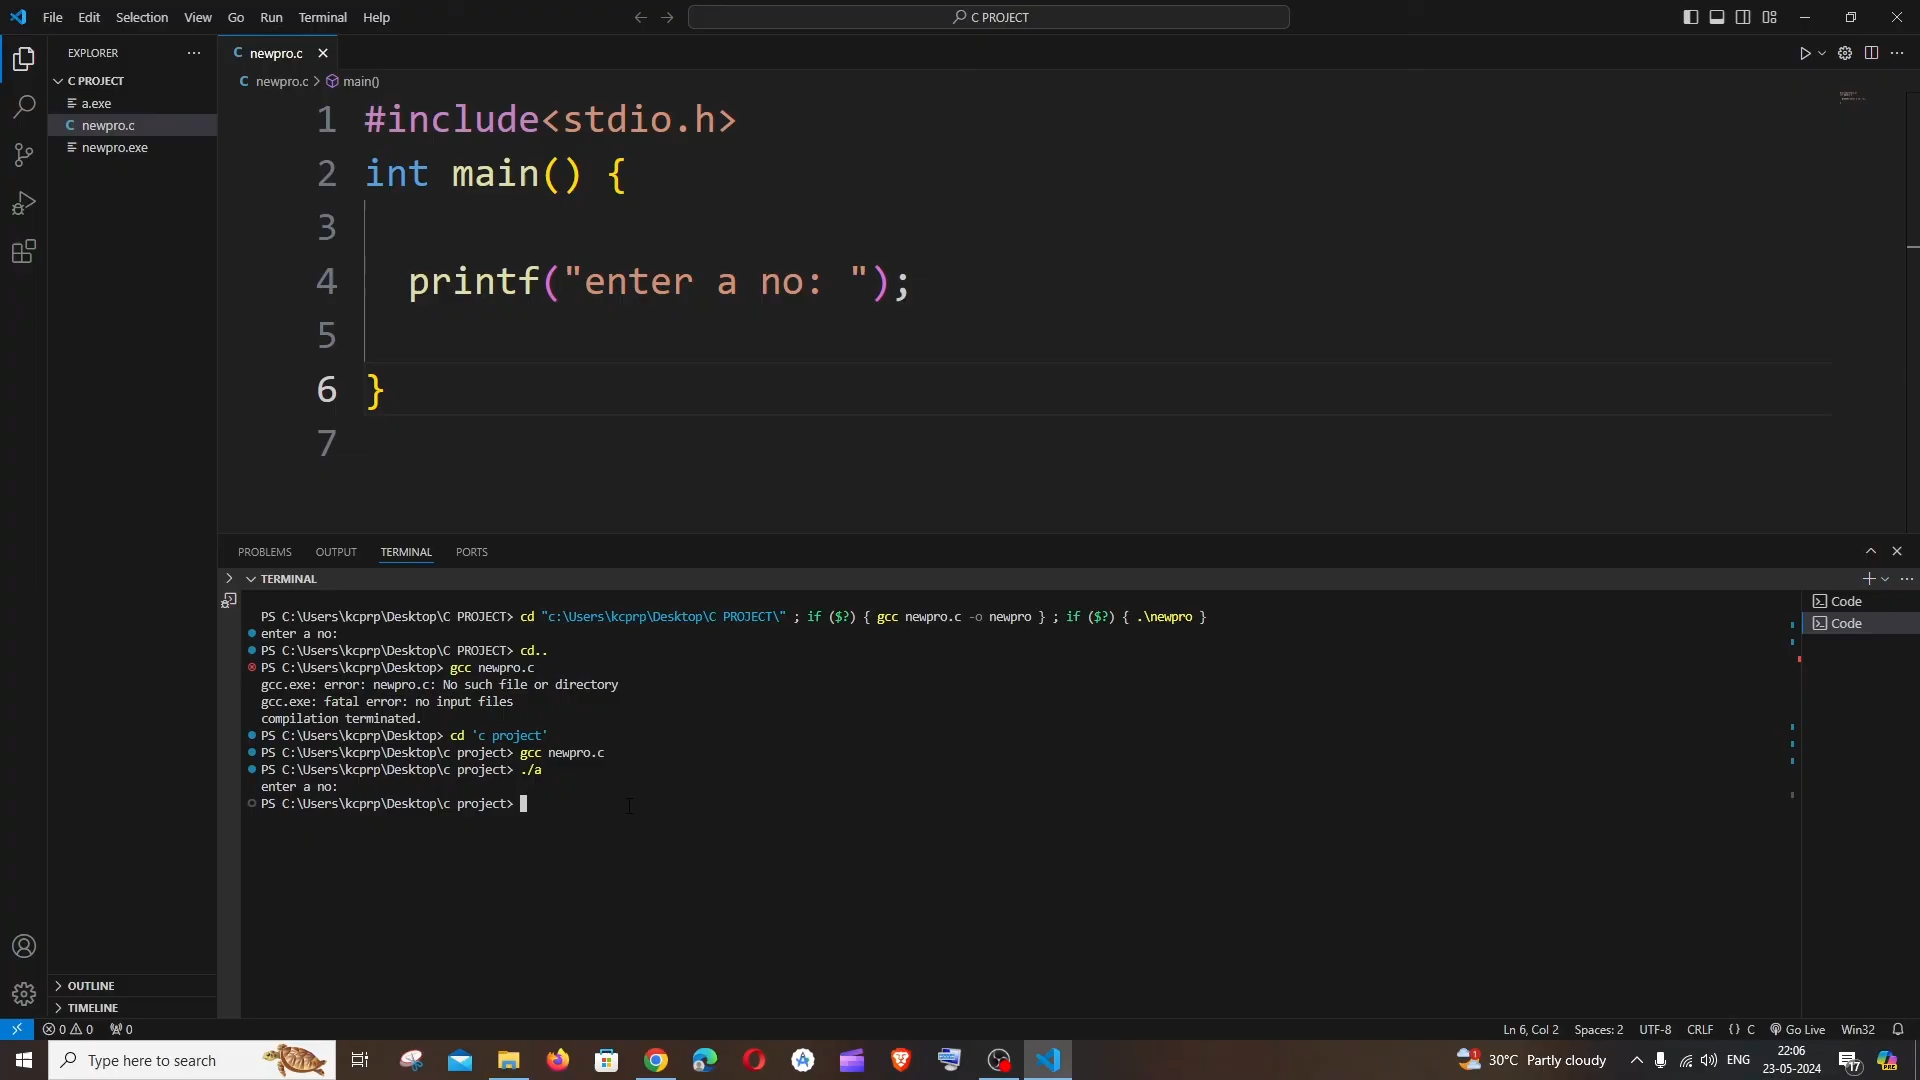 File Edit Selection View Go Run Terminal Help
C PROJECT
EXPLORER
C PROJECT
a.exe
C newpro.c
newpro.exe
OUTLINE
TIMELINE
C newpro.c
C newpro.c > main()
1 #include<stdio.h>
2 int main() {
3
4 printf("enter a no: ");
5
6 }
7
PROBLEMS OUTPUT TERMINAL PORTS
TERMINAL
PS C:\Users\kcprp\Desktop\C PROJECT> cd "c:\Users\kcprp\Desktop\C PROJECT\" ; if ($?) { gcc newpro.c -o newpro } ; if ($?) { .\newpro }
enter a no:
PS C:\Users\kcprp\Desktop\C PROJECT> cd..
PS C:\Users\kcprp\Desktop> gcc newpro.c
gcc.exe: error: newpro.c: No such file or directory
gcc.exe: fatal error: no input files
compilation terminated.
PS C:\Users\kcprp\Desktop> cd 'c project'
PS C:\Users\kcprp\Desktop\c project> gcc newpro.c
PS C:\Users\kcprp\Desktop\c project> ./a
enter a no:
PS C:\Users\kcprp\Desktop\c project>
Code
Code
0 0 0
Ln 6, Col 2 Spaces: 2 UTF-8 CRLF {} C Go Live Win32
Type here to search
1 30°C Partly cloudy ENG
22:06
23-05-2024
17
PRE